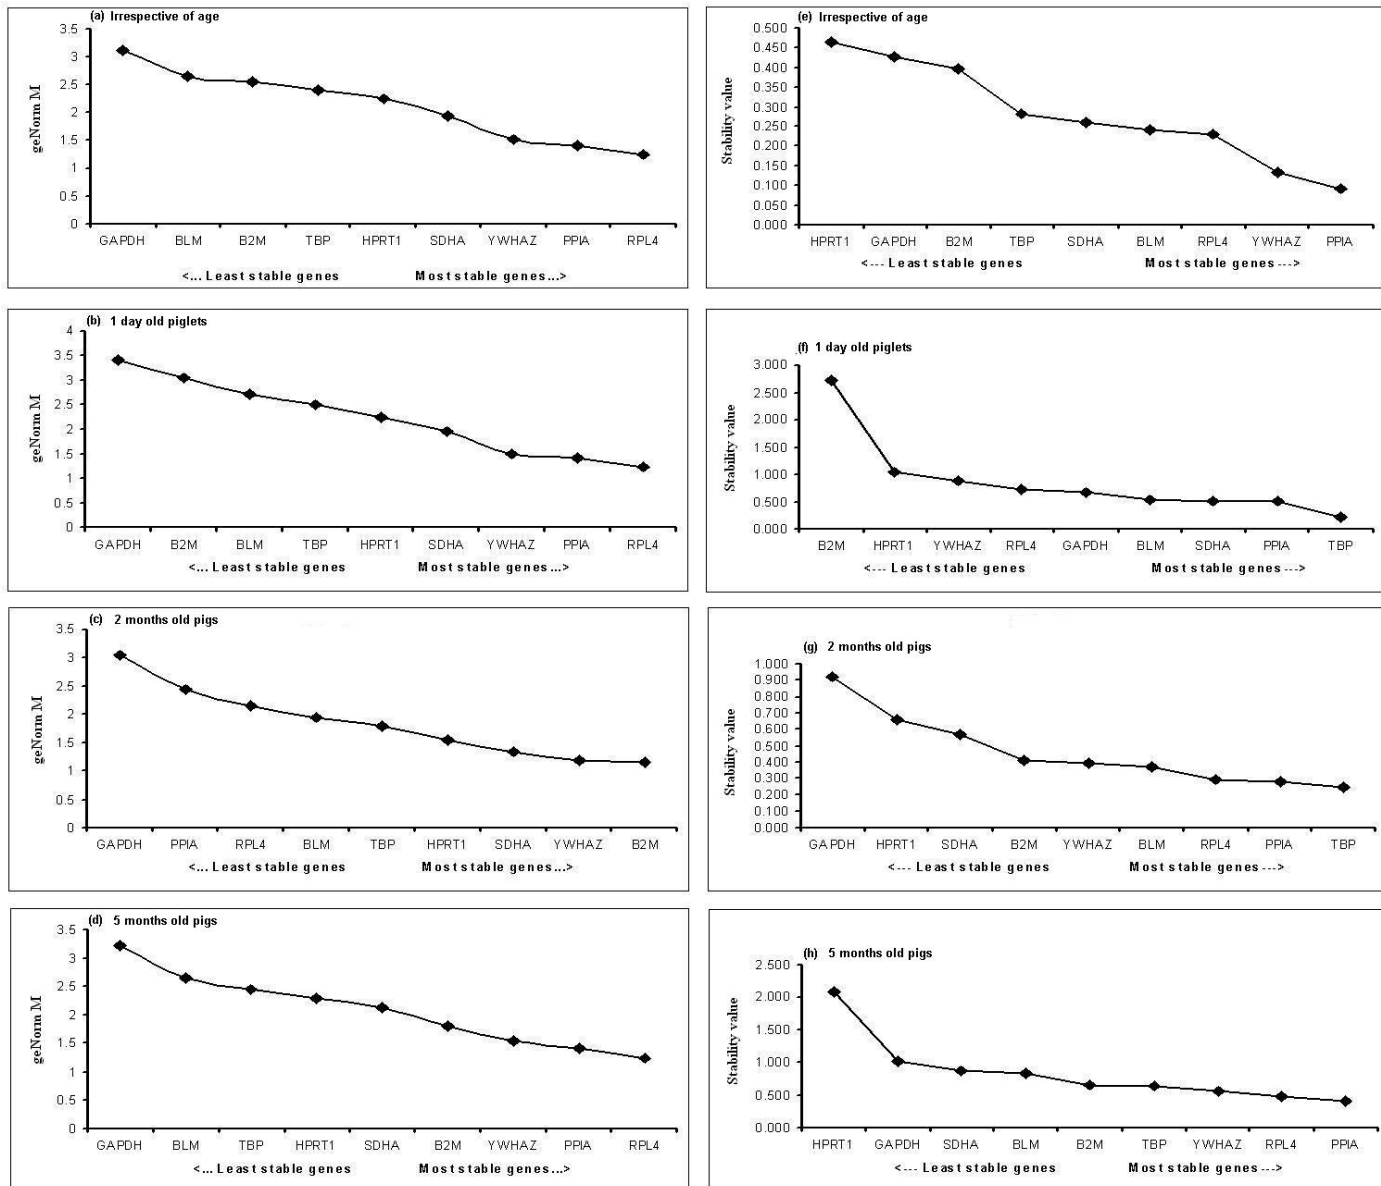 (a) Irrespective of age
3.5
3
2.5
2
1.5
1
0.5
0
geNorm M
GAPDH BLM B2M TBP HPRT1 SDHA YWHAZ PPIA RPL4
<... Least stable genes Most stable genes...>
(e) Irrespective of age
0.500
0.450
0.400
0.350
0.300
0.250
0.200
0.150
0.100
0.050
0.000
Stability value
HPRT1 GAPDH B2M TBP SDHA BLM RPL4 YWHAZ PPIA
<--- Least stable genes Most stable genes --->
(b) 1 day old piglets
4
3.5
3
2.5
2
1.5
1
0.5
0
geNorm M
GAPDH B2M BLM TBP HPRT1 SDHA YWHAZ PPIA RPL4
<... Least stable genes Most stable genes...>
(f) 1 day old piglets
3.000
2.500
2.000
1.500
1.000
0.500
0.000
Stability value
B2M HPRT1 YWHAZ RPL4 GAPDH BLM SDHA PPIA TBP
<--- Least stable genes Most stable genes --->
(c) 2 months old pigs
3.5
3
2.5
2
1.5
1
0.5
0
geNorm M
GAPDH PPIA RPL4 BLM TBP HPRT1 SDHA YWHAZ B2M
<... Least stable genes Most stable genes...>
(g) 2 months old pigs
1.000
0.900
0.800
0.700
0.600
0.500
0.400
0.300
0.200
0.100
0.000
Stability value
GAPDH HPRT1 SDHA B2M YWHAZ BLM RPL4 PPIA TBP
<--- Least stable genes Most stable genes --->
(d) 5 months old pigs
3.5
3
2.5
2
1.5
1
0.5
0
geNorm M
GAPDH BLM TBP HPRT1 SDHA B2M YWHAZ PPIA RPL4
<... Least stable genes Most stable genes...>
(h) 5 months old pigs
2.500
2.000
1.500
1.000
0.500
0.000
Stability value
HPRT1 GAPDH SDHA BLM B2M TBP YWHAZ RPL4 PPIA
<--- Least stable genes Most stable genes --->